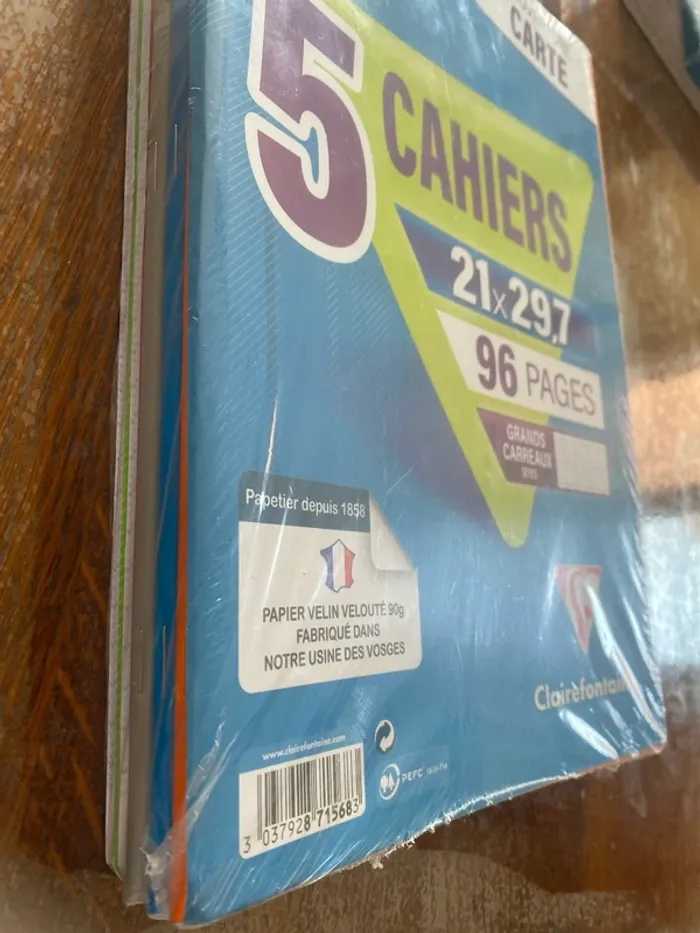 CARTE
5
CAHIERS
21x29,7
96 PAGES
GRANDS
CARREAUX
SEYES
Papetier depuis 1858
PAPIER VELIN VELOUTÉ 90g
FABRIQUÉ DANS
NOTRE USINE DES VOSGES
Clairefontaine
www.clairefontaine.com
PEFC
3 037928 715683